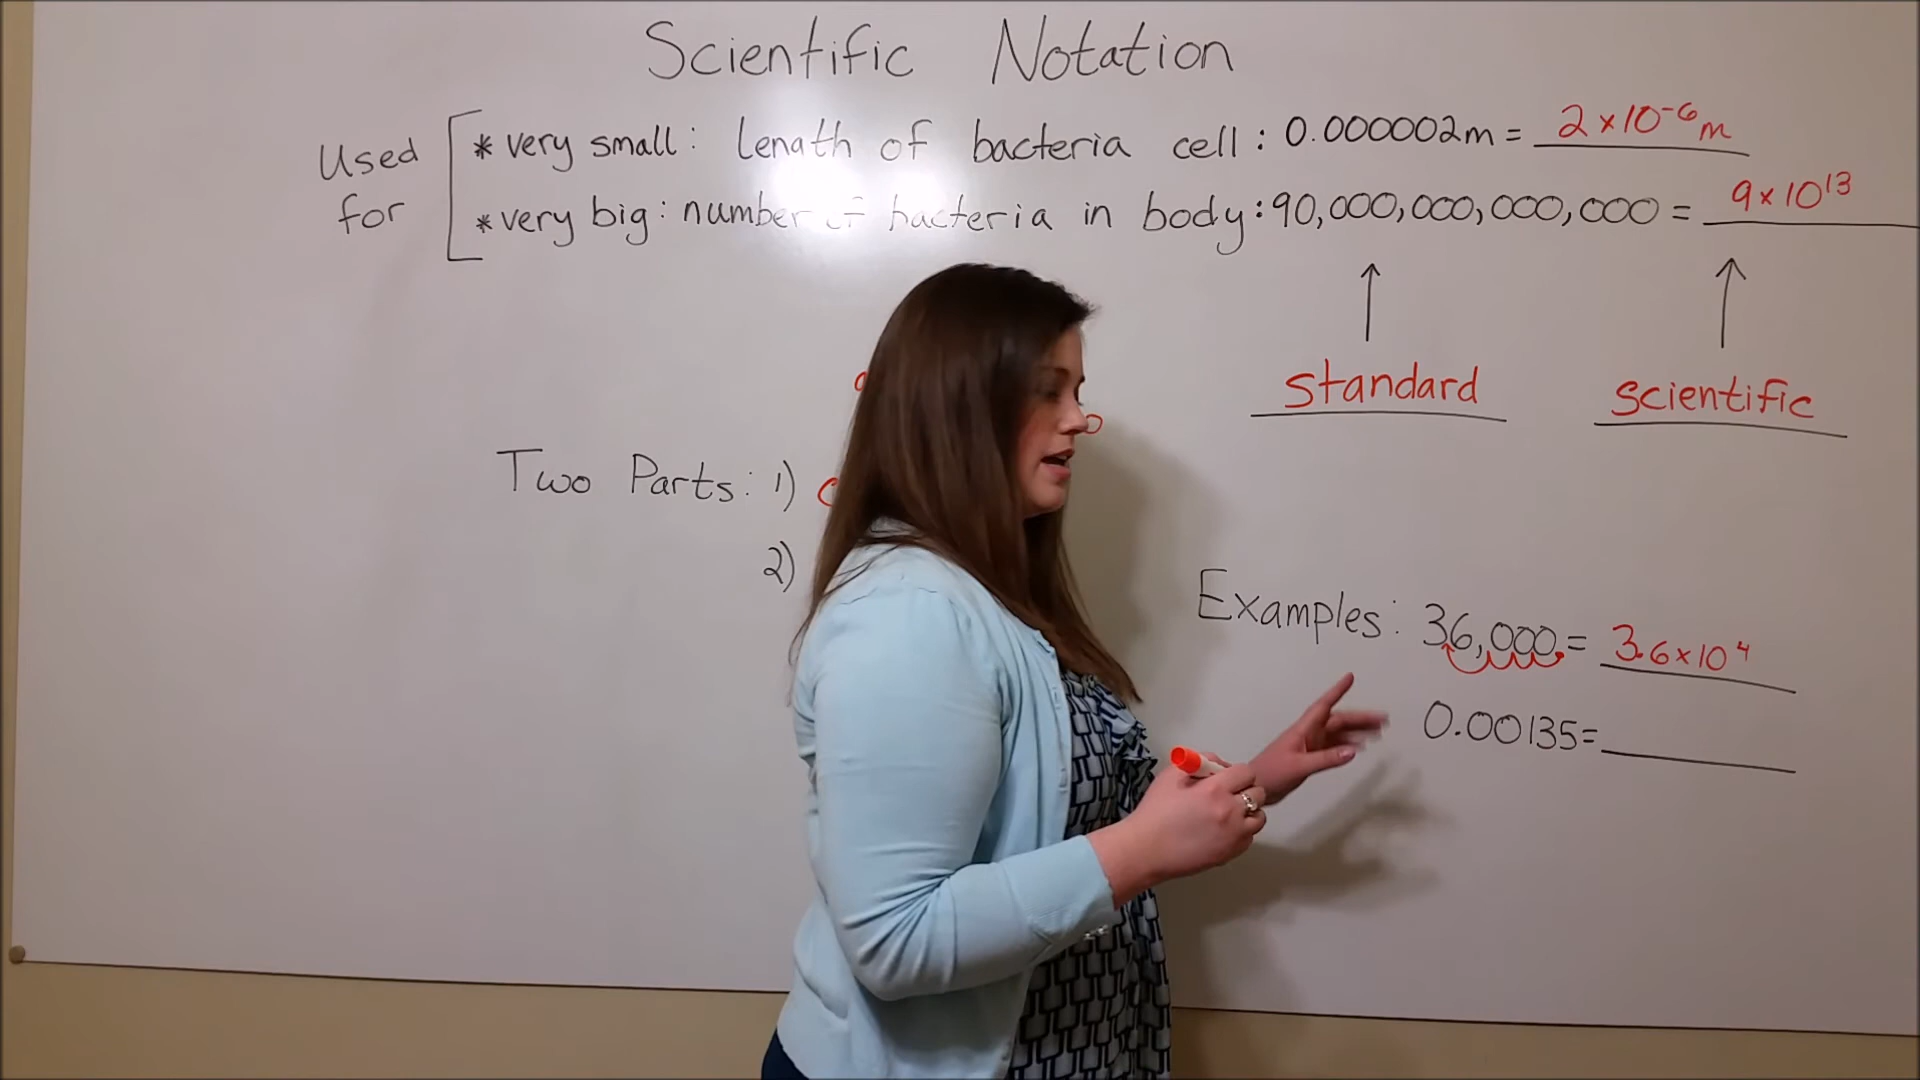 Scientific Notation
Used for
* very small: Lenath of bacteria cell: 0.000002m = 2 x 10⁻⁶ m
* very big: number bacteria in body: 90,000,000,000,000 = 9 x 10¹³
standard scientific
Two Parts: 1)
2)
Examples: 36,000. = 3.6 x 10⁴
0.00135=